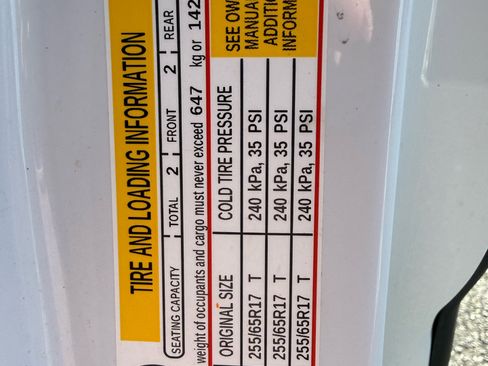 TIRE AND LOADING INFORMATION
SEATING CAPACITY TOTAL 2 FRONT 2 REAR
weight of occupants and cargo must never exceed 647 kg or 142
ORIGINAL SIZE COLD TIRE PRESSURE SEE OW
MANUA
ADDITI
INFORM
255/65R17 T 240 kPa, 35 PSI
255/65R17 T 240 kPa, 35 PSI
255/65R17 T 240 kPa, 35 PSI